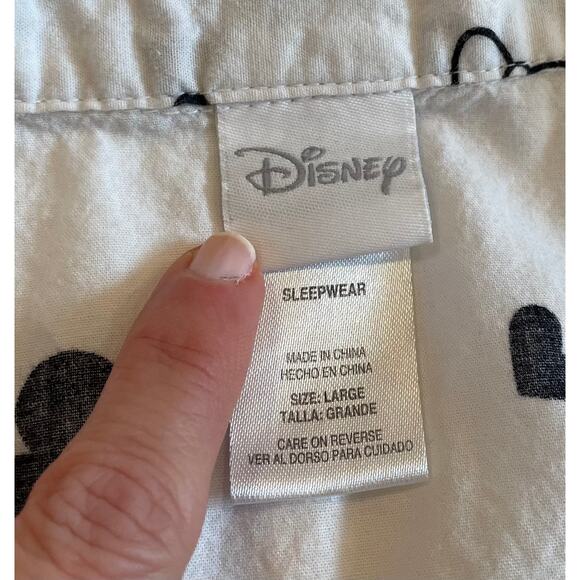 Disney
SLEEPWEAR
MADE IN CHINA
HECHO EN CHINA
SIZE: LARGE
TALLA: GRANDE
CARE ON REVERSE
VER AL DORSO PARA CUIDADO